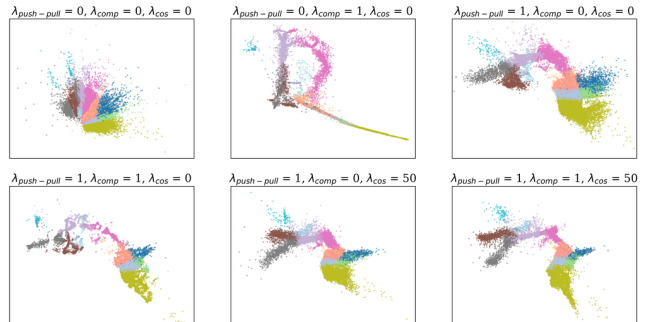 λpush−pull = 0, λcomp = 0, λcos = 0
λpush−pull = 0, λcomp = 1, λcos = 0
λpush−pull = 1, λcomp = 0, λcos = 0
λpush−pull = 1, λcomp = 1, λcos = 0
λpush−pull = 1, λcomp = 0, λcos = 50
λpush−pull = 1, λcomp = 1, λcos = 50